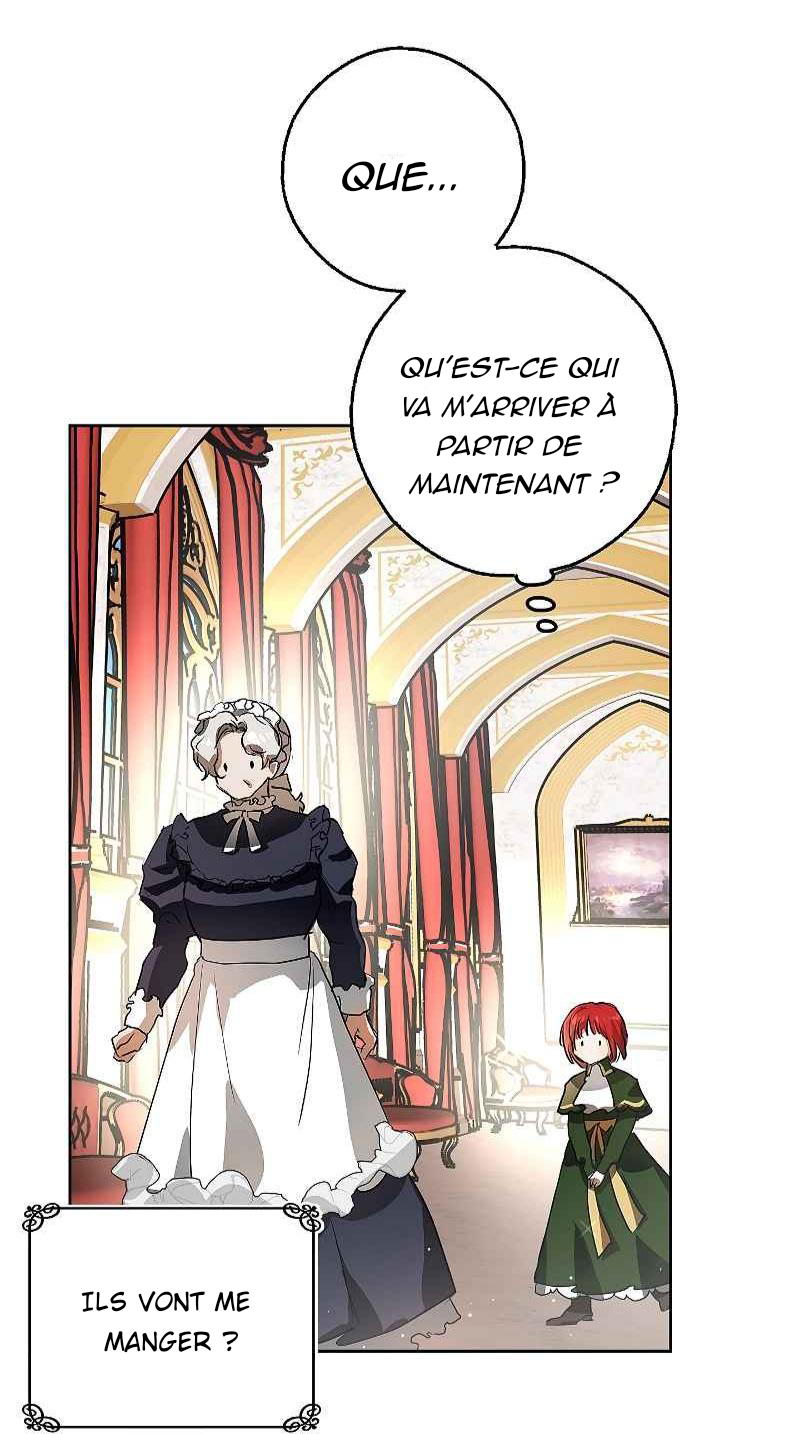 QUE...
QU'EST-CE QUI
VA M'ARRIVER À
PARTIR DE
MAINTENANT ?
ILS VONT ME
MANGER ?